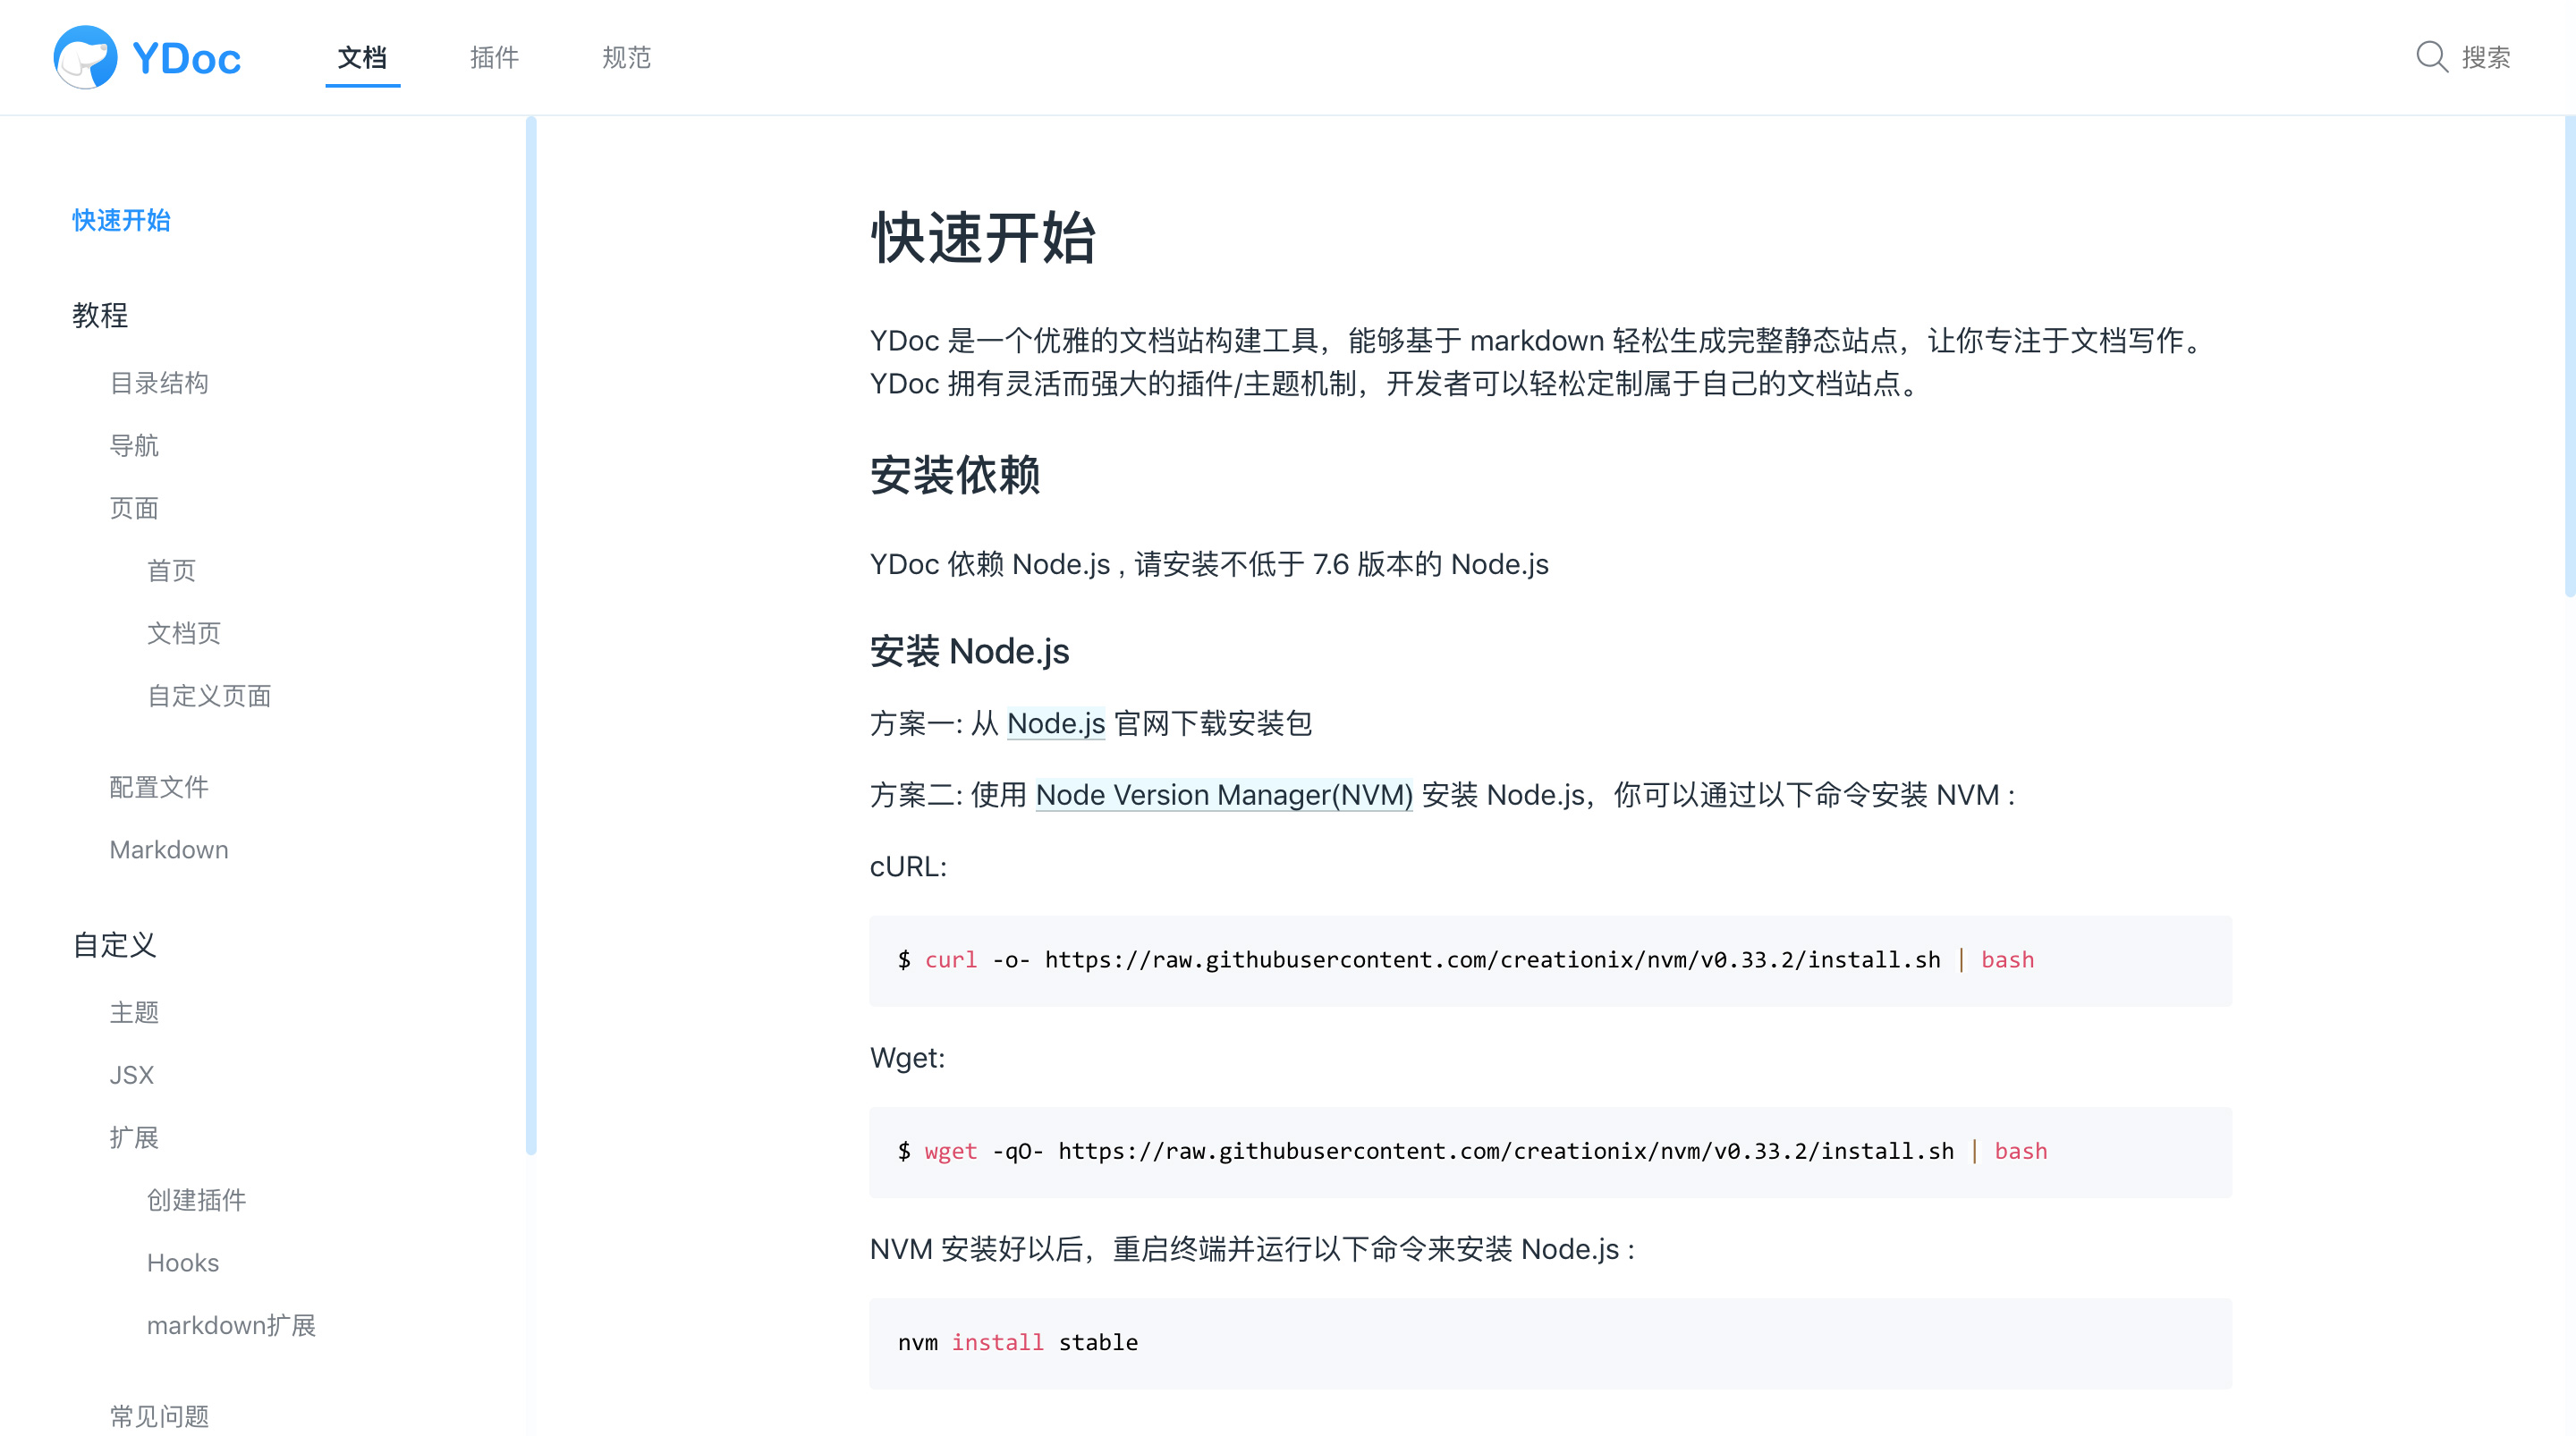 YDoc
文档
插件
规范
搜索
快速开始
教程
目录结构
导航
页面
首页
文档页
自定义页面
配置文件
Markdown
自定义
主题
JSX
扩展
创建插件
Hooks
markdown扩展
常见问题
快速开始
YDoc 是一个优雅的文档站构建工具，能够基于 markdown 轻松生成完整静态站点，让你专注于文档写作。
YDoc 拥有灵活而强大的插件/主题机制，开发者可以轻松定制属于自己的文档站点。
安装依赖
YDoc 依赖 Node.js , 请安装不低于 7.6 版本的 Node.js
安装 Node.js
方案一: 从 Node.js 官网下载安装包
方案二: 使用 Node Version Manager(NVM) 安装 Node.js，你可以通过以下命令安装 NVM :
cURL:
$ curl -o- https://raw.githubusercontent.com/creationix/nvm/v0.33.2/install.sh | bash
Wget:
$ wget -qO- https://raw.githubusercontent.com/creationix/nvm/v0.33.2/install.sh | bash
NVM 安装好以后，重启终端并运行以下命令来安装 Node.js :
nvm install stable